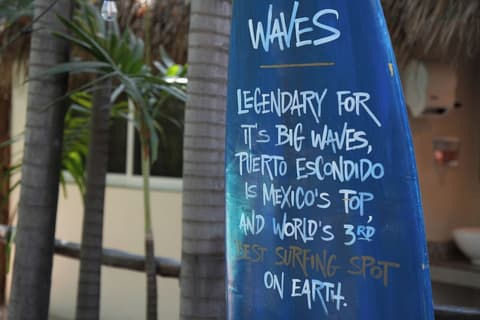 WAVES
LEGENDARY FOR
IT'S BIG WAVES,
PUERTO ESCONDIDO
IS MEXICO'S TOP,
AND WORLD'S 3RD
BEST SURFING SPOT
ON EARTH.